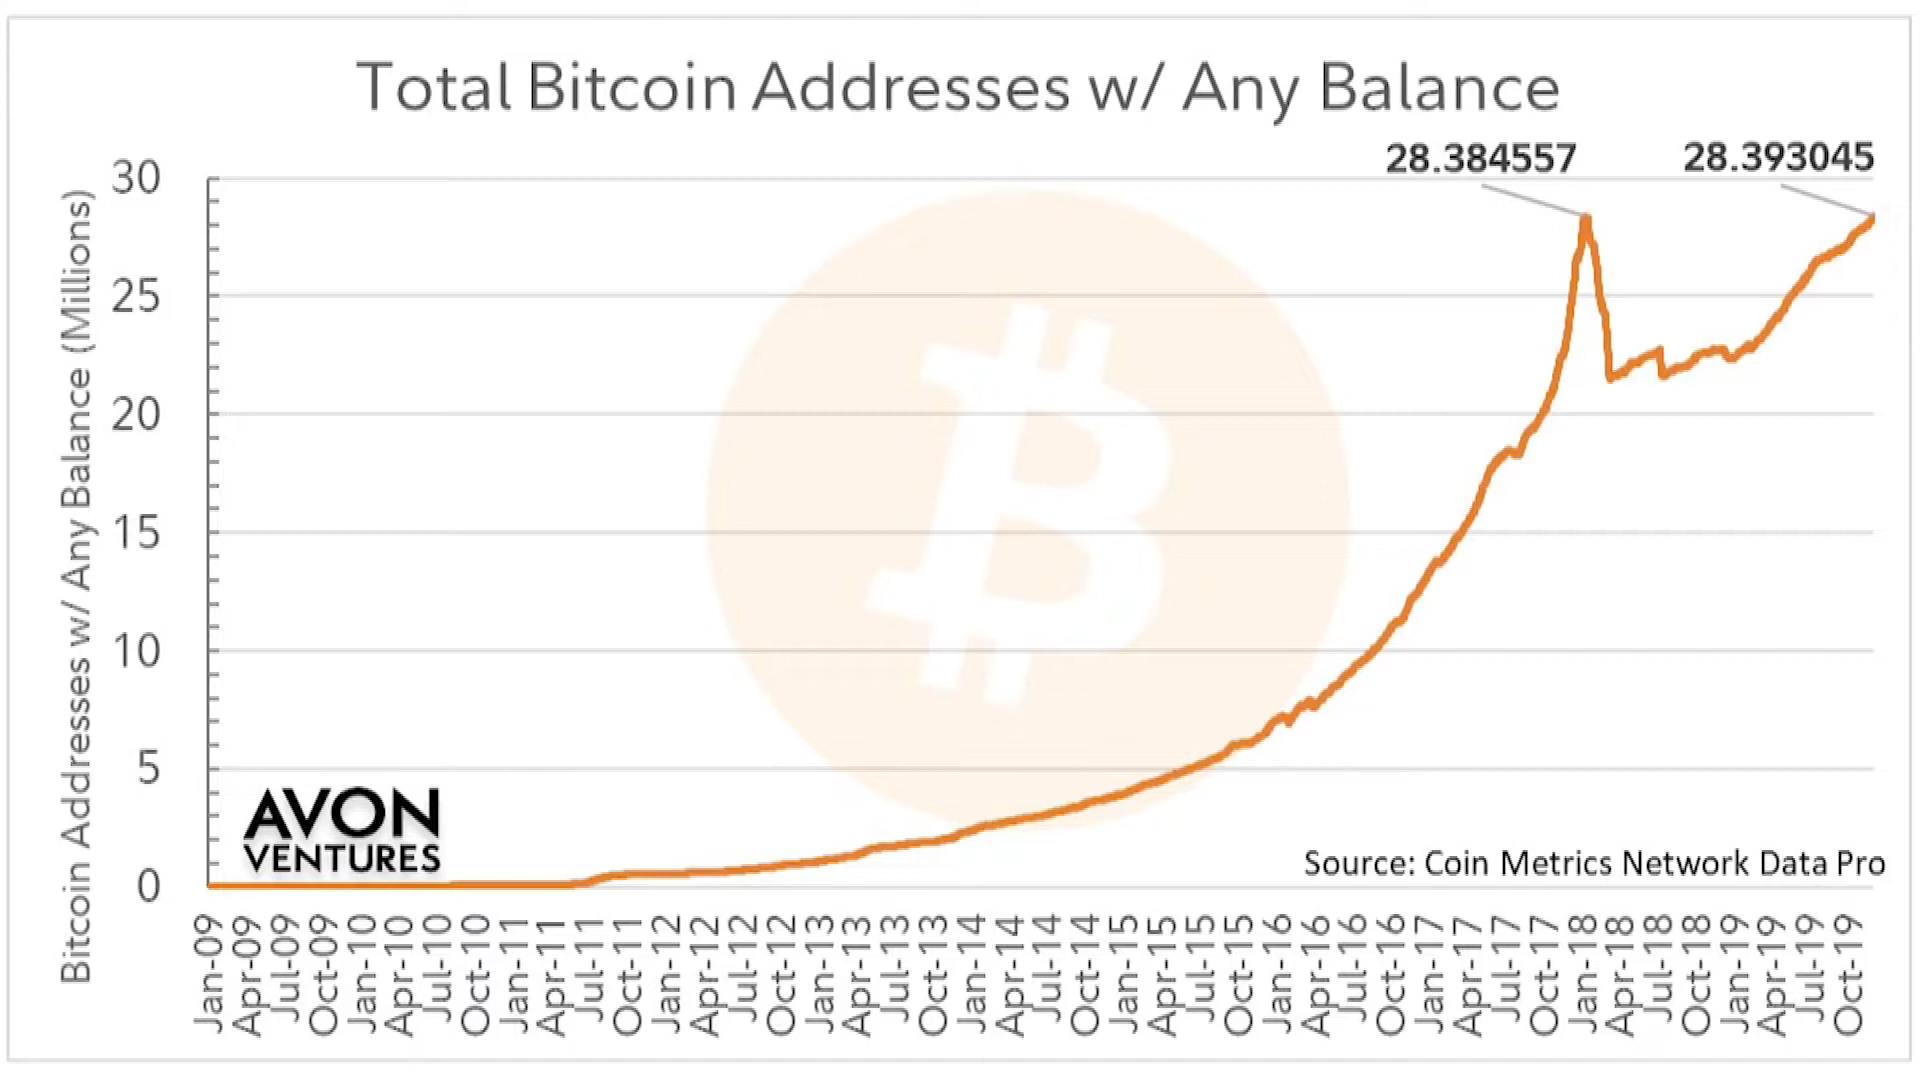 Total Bitcoin Addresses w/ Any Balance
28.384557
28.393045
Bitcoin Addresses w/ Any Balance (Millions)
30
25
20
15
10
5
0
AVON
VENTURES
Source: Coin Metrics Network Data Pro
Jan-09
Apr-09
Jul-09
Oct-09
Jan-10
Apr-10
Jul-10
Oct-10
Jan-11
Apr-11
Jul-11
Oct-11
Jan-12
Apr-12
Jul-12
Oct-12
Jan-13
Apr-13
Jul-13
Oct-13
Jan-14
Apr-14
Jul-14
Oct-14
Jan-15
Apr-15
Jul-15
Oct-15
Jan-16
Apr-16
Jul-16
Oct-16
Jan-17
Apr-17
Jul-17
Oct-17
Jan-18
Apr-18
Jul-18
Oct-18
Jan-19
Apr-19
Jul-19
Oct-19